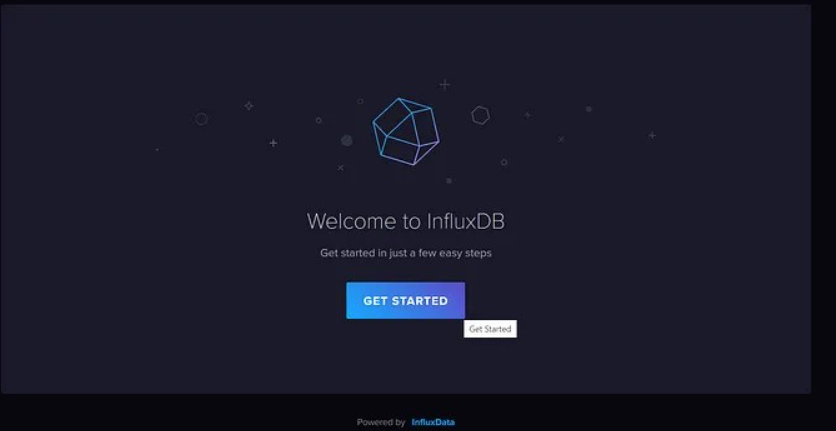 Welcome to InfluxDB
Get started in just a few easy steps
GET STARTED
Get Started
Powered by InfluxData